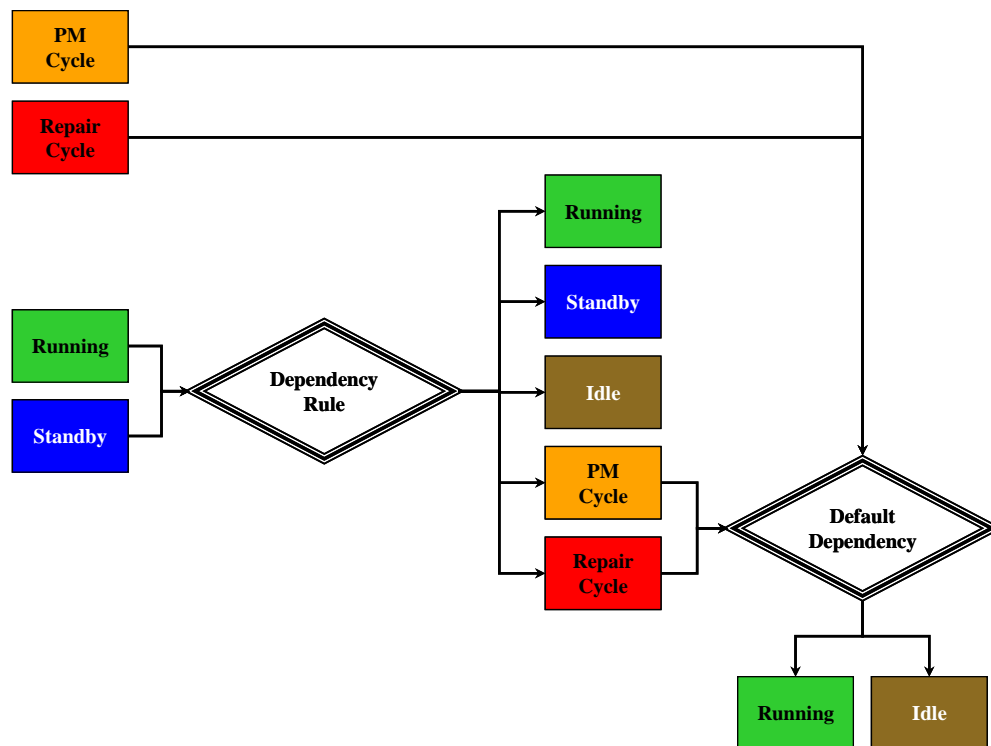 PM
Cycle
Repair
Cycle
Running
Standby
Running
Standby
Dependency
Rule
Idle
PM
Cycle
Repair
Cycle
Default
Dependency
Running
Idle